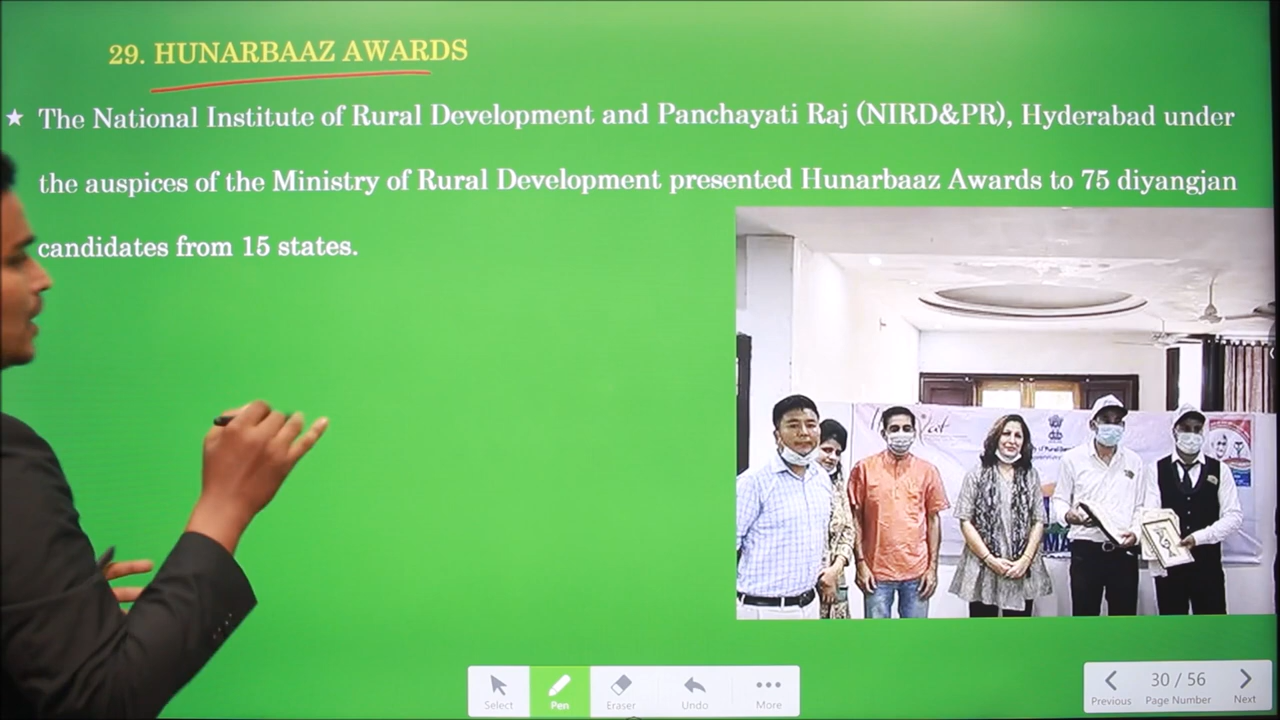 29. HUNARBAAZ AWARDS
★ The National Institute of Rural Development and Panchayati Raj (NIRD&PR), Hyderabad under
the auspices of the Ministry of Rural Development presented Hunarbaaz Awards to 75 diyangjan
candidates from 15 states.
of Rural
Select
Pen
Eraser
Undo
More
Previous
30 / 56
Page Number
Next